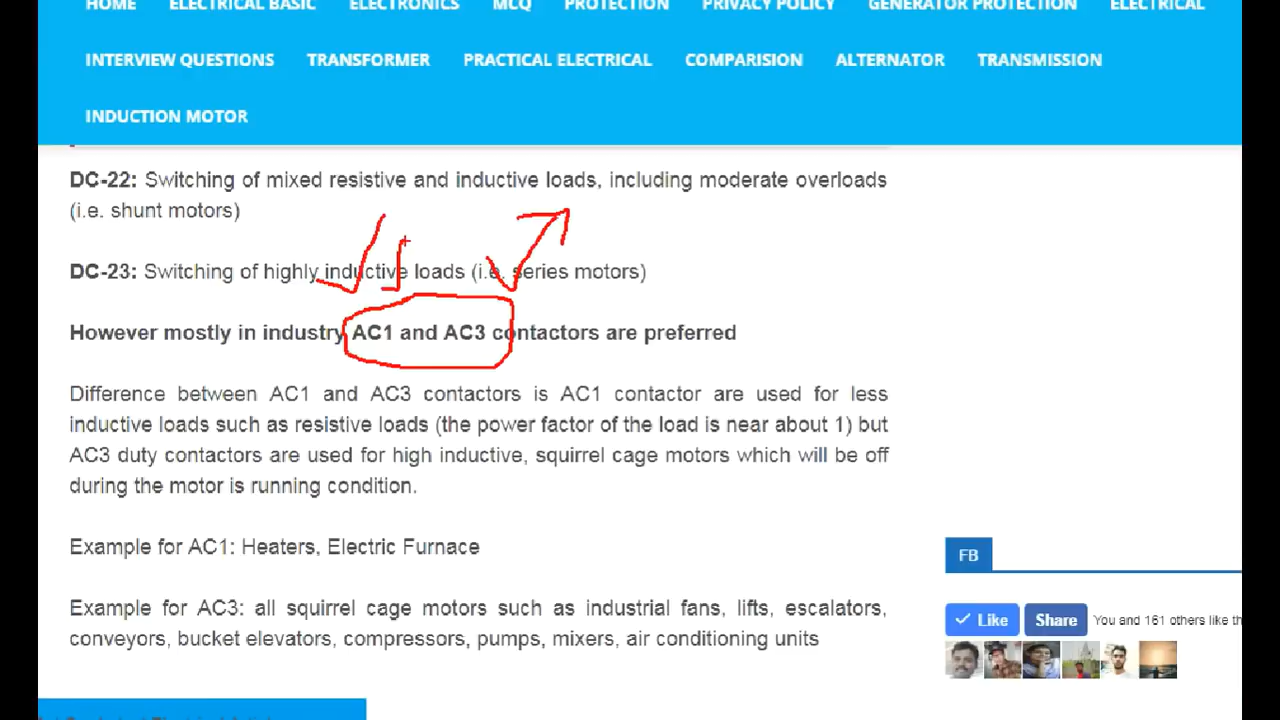 HOME ELECTRICAL BASIC ELECTRONICS MCQ PROTECTION PRIVACY POLICY GENERATOR PROTECTION ELECTRICAL
INTERVIEW QUESTIONS TRANSFORMER PRACTICAL ELECTRICAL COMPARISION ALTERNATOR TRANSMISSION
INDUCTION MOTOR
DC-22: Switching of mixed resistive and inductive loads, including moderate overloads
(i.e. shunt motors)
DC-23: Switching of highly inductive loads (i.e. series motors)
However mostly in industry AC1 and AC3 contactors are preferred
Difference between AC1 and AC3 contactors is AC1 contactor are used for less
inductive loads such as resistive loads (the power factor of the load is near about 1) but
AC3 duty contactors are used for high inductive, squirrel cage motors which will be off
during the motor is running condition.
Example for AC1: Heaters, Electric Furnace
Example for AC3: all squirrel cage motors such as industrial fans, lifts, escalators,
conveyors, bucket elevators, compressors, pumps, mixers, air conditioning units
FB
Like Share You and 161 others like th